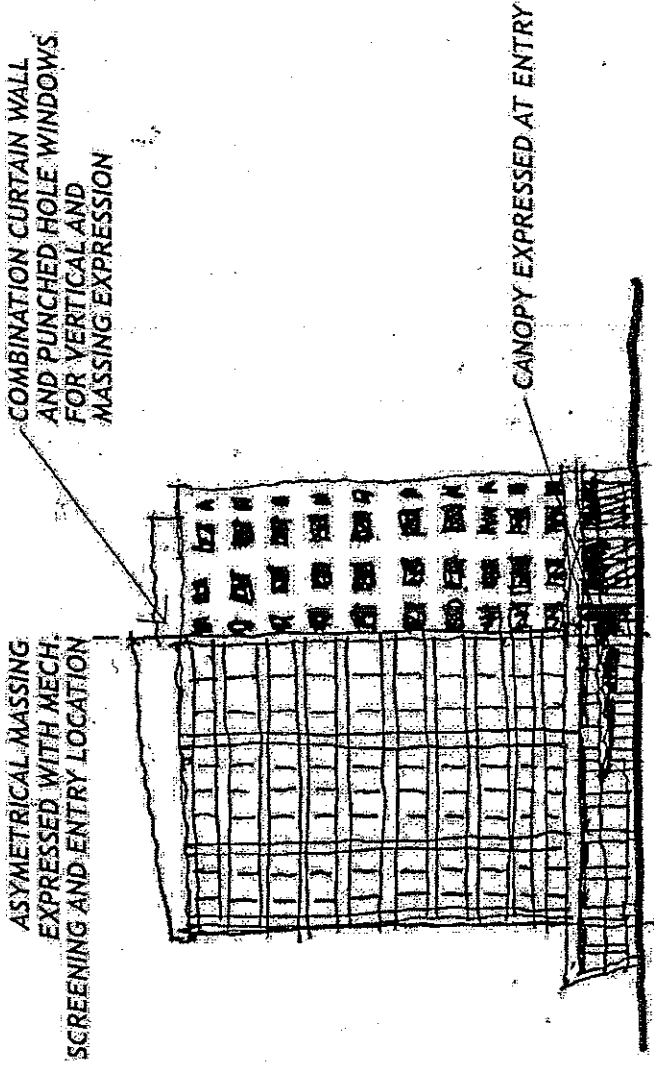 ASYMETRICAL MASSING
EXPRESSED WITH MECH.
SCREENING AND ENTRY LOCATION
COMBINATION CURTAIN WALL
AND PUNCHED HOLE WINDOWS
FOR VERTICAL AND
MASSING EXPRESSION
CANOPY EXPRESSED AT ENTRY